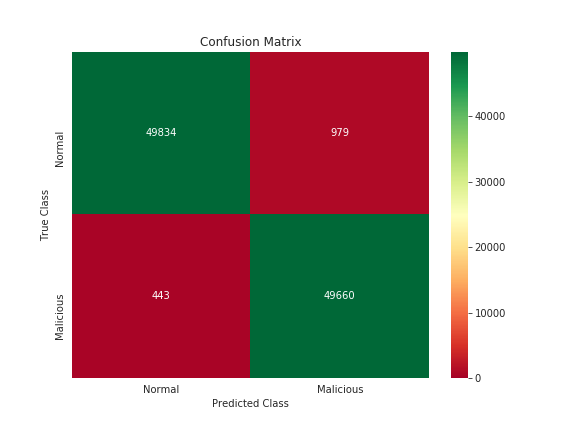 Confusion Matrix
True Class
Normal
49834
979
Malicious
443
49660
Normal
Malicious
Predicted Class
40000
30000
20000
10000
0